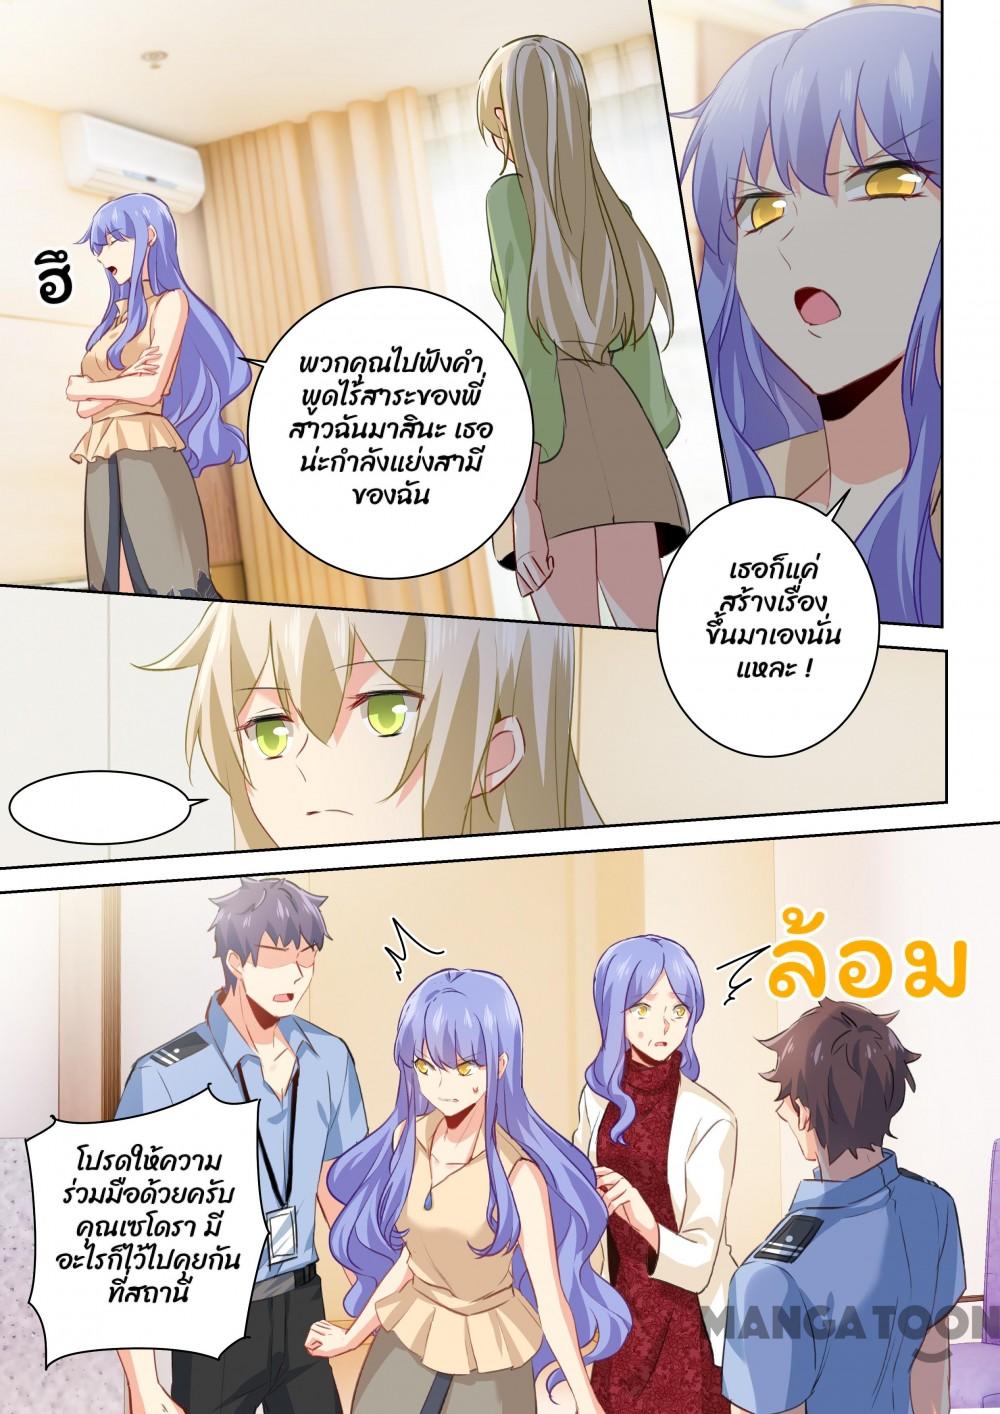 ฮึ
พวกคุณไปฟังคำ
พูดไร้สาระของพี่
สาวฉันมาสินะ เธอ
น่ะกำลังแย่งสามี
ของฉัน
เธอก็แค่
สร้างเรื่อง
ขึ้นมาเองนั่น
แหละ !
ล้อม
โปรดให้ความ
ร่วมมือด้วยครับ
คุณเซโดรา มี
อะไรก็ไว้ไปคุยกัน
ที่สถานี
MANGATOON